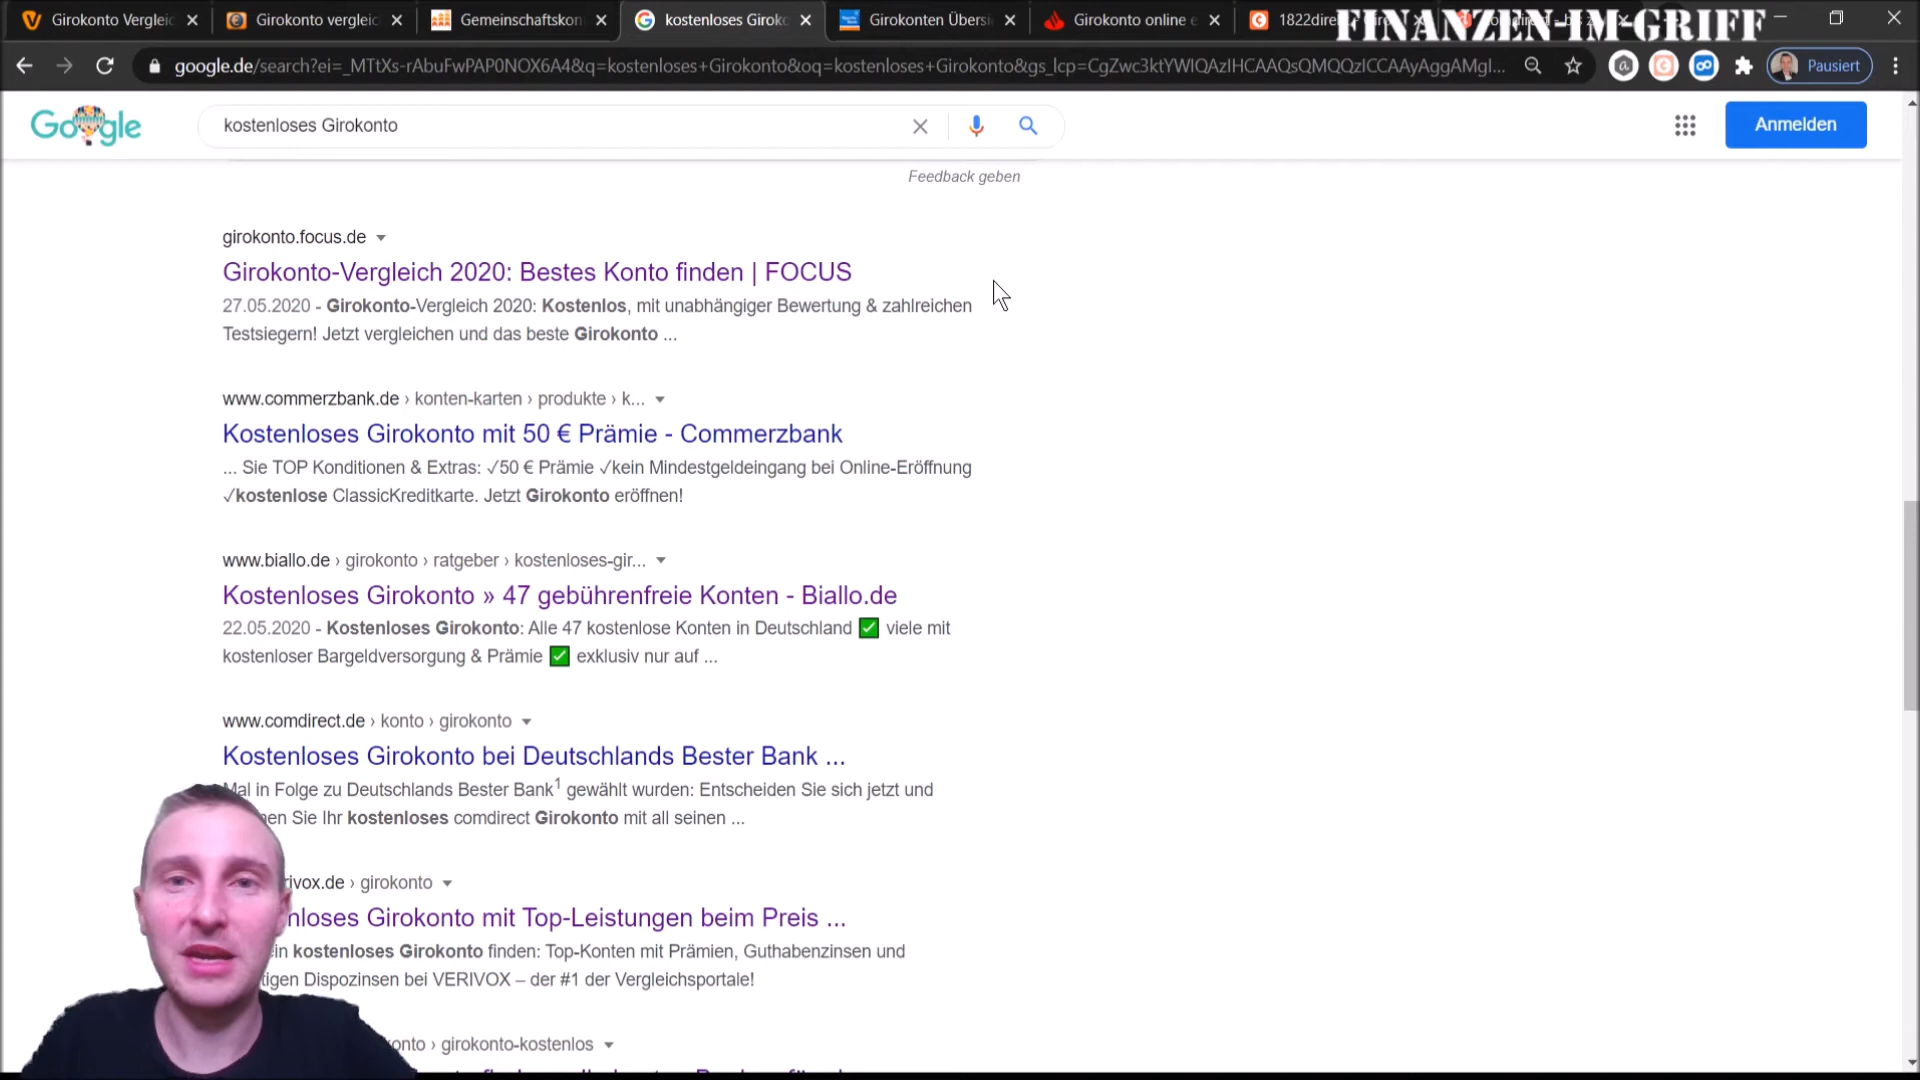 Girokonto Vergleic
Girokonto vergleic
Gemeinschaftskon
kostenloses Giroko
Girokonten Übersi
Girokonto online e
1822dire
FINANZEN-IM-GRIFF
google.de/search?ei=_MTtXs-rAbuFwPAP0NOX6A4&q=kostenloses+Girokonto&oq=kostenloses+Girokonto&gs_lcp=CgZwc3ktYWIQAzIHCAAQsQMQQzICCAAyAggAMgI...
Pausiert
Google
kostenloses Girokonto
Anmelden
Feedback geben
girokonto.focus.de
Girokonto-Vergleich 2020: Bestes Konto finden | FOCUS
27.05.2020 - Girokonto-Vergleich 2020: Kostenlos, mit unabhängiger Bewertung & zahlreichen
Testsiegern! Jetzt vergleichen und das beste Girokonto ...
www.commerzbank.de › konten-karten › produkte › k...
Kostenloses Girokonto mit 50 € Prämie - Commerzbank
... Sie TOP Konditionen & Extras: ✓50 € Prämie ✓kein Mindestgeldeingang bei Online-Eröffnung
✓kostenlose ClassicKreditkarte. Jetzt Girokonto eröffnen!
www.biallo.de › girokonto › ratgeber › kostenloses-gir...
Kostenloses Girokonto » 47 gebührenfreie Konten - Biallo.de
22.05.2020 - Kostenloses Girokonto: Alle 47 kostenlose Konten in Deutschland ✅ viele mit
kostenloser Bargeldversorgung & Prämie ✅ exklusiv nur auf ...
www.comdirect.de › konto › girokonto
Kostenloses Girokonto bei Deutschlands Bester Bank ...
Mal in Folge zu Deutschlands Bester Bank¹ gewählt wurden: Entscheiden Sie sich jetzt und
en Sie Ihr kostenloses comdirect Girokonto mit all seinen ...
rivox.de › girokonto
nloses Girokonto mit Top-Leistungen beim Preis ...
in kostenloses Girokonto finden: Top-Konten mit Prämien, Guthabenzinsen und
tigen Dispozinsen bei VERIVOX – der #1 der Vergleichsportale!
onto › girokonto-kostenlos